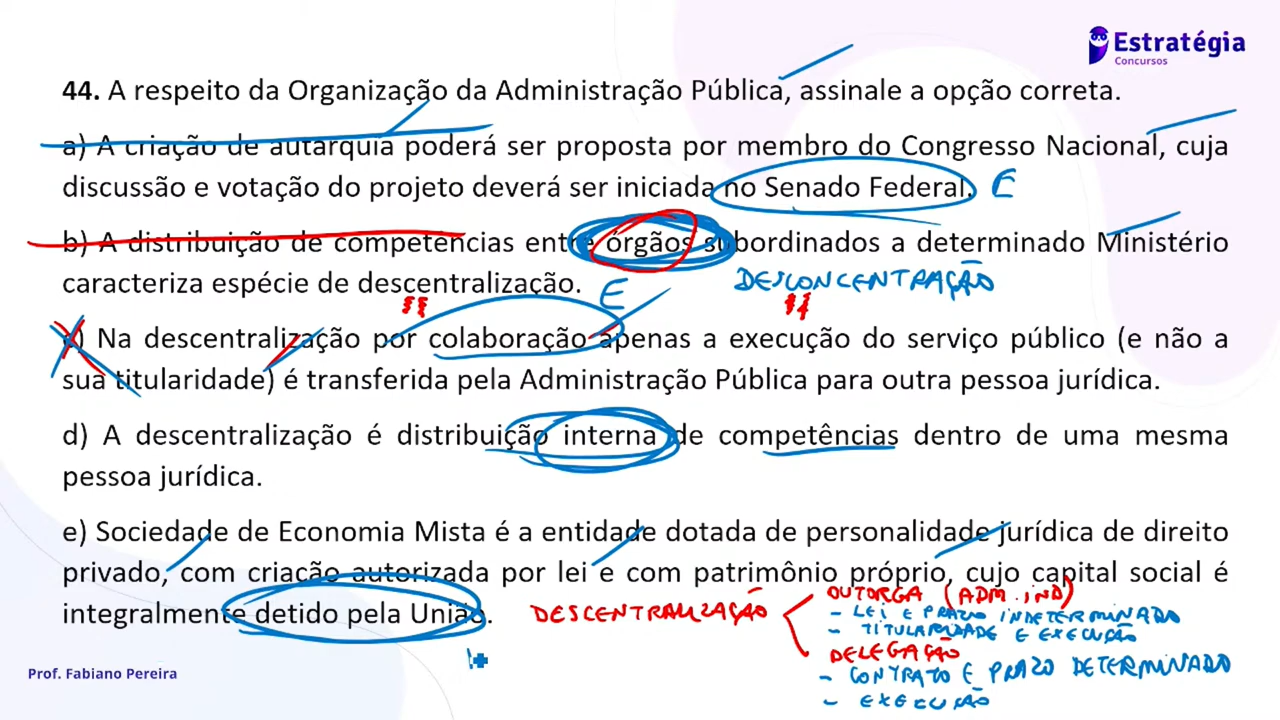 Estratégia
Concursos
44. A respeito da Organização da Administração Pública, assinale a opção correta.
a) A criação de autarquia poderá ser proposta por membro do Congresso Nacional, cuja
discussão e votação do projeto deverá ser iniciada no Senado Federal. E
b) A distribuição de competências entre órgãos subordinados a determinado Ministério
caracteriza espécie de descentralização. E DESCONCENTRAÇÃO
c) Na descentralização por colaboração apenas a execução do serviço público (e não a
sua titularidade) é transferida pela Administração Pública para outra pessoa jurídica.
d) A descentralização é distribuição interna de competências dentro de uma mesma
pessoa jurídica.
e) Sociedade de Economia Mista é a entidade dotada de personalidade jurídica de direito
privado, com criação autorizada por lei e com patrimônio próprio, cujo capital social é
integralmente detido pela União.
DESCENTRALIZAÇÃO
OUTORGA (ADM. IND)
- LEI E PRAZO INDETERMINADO
- TITULARIDADE E EXECUÇÃO
DELEGAÇÃO
- CONTRATO E PRAZO DETERMINADO
- EXECUÇÃO
Prof. Fabiano Pereira